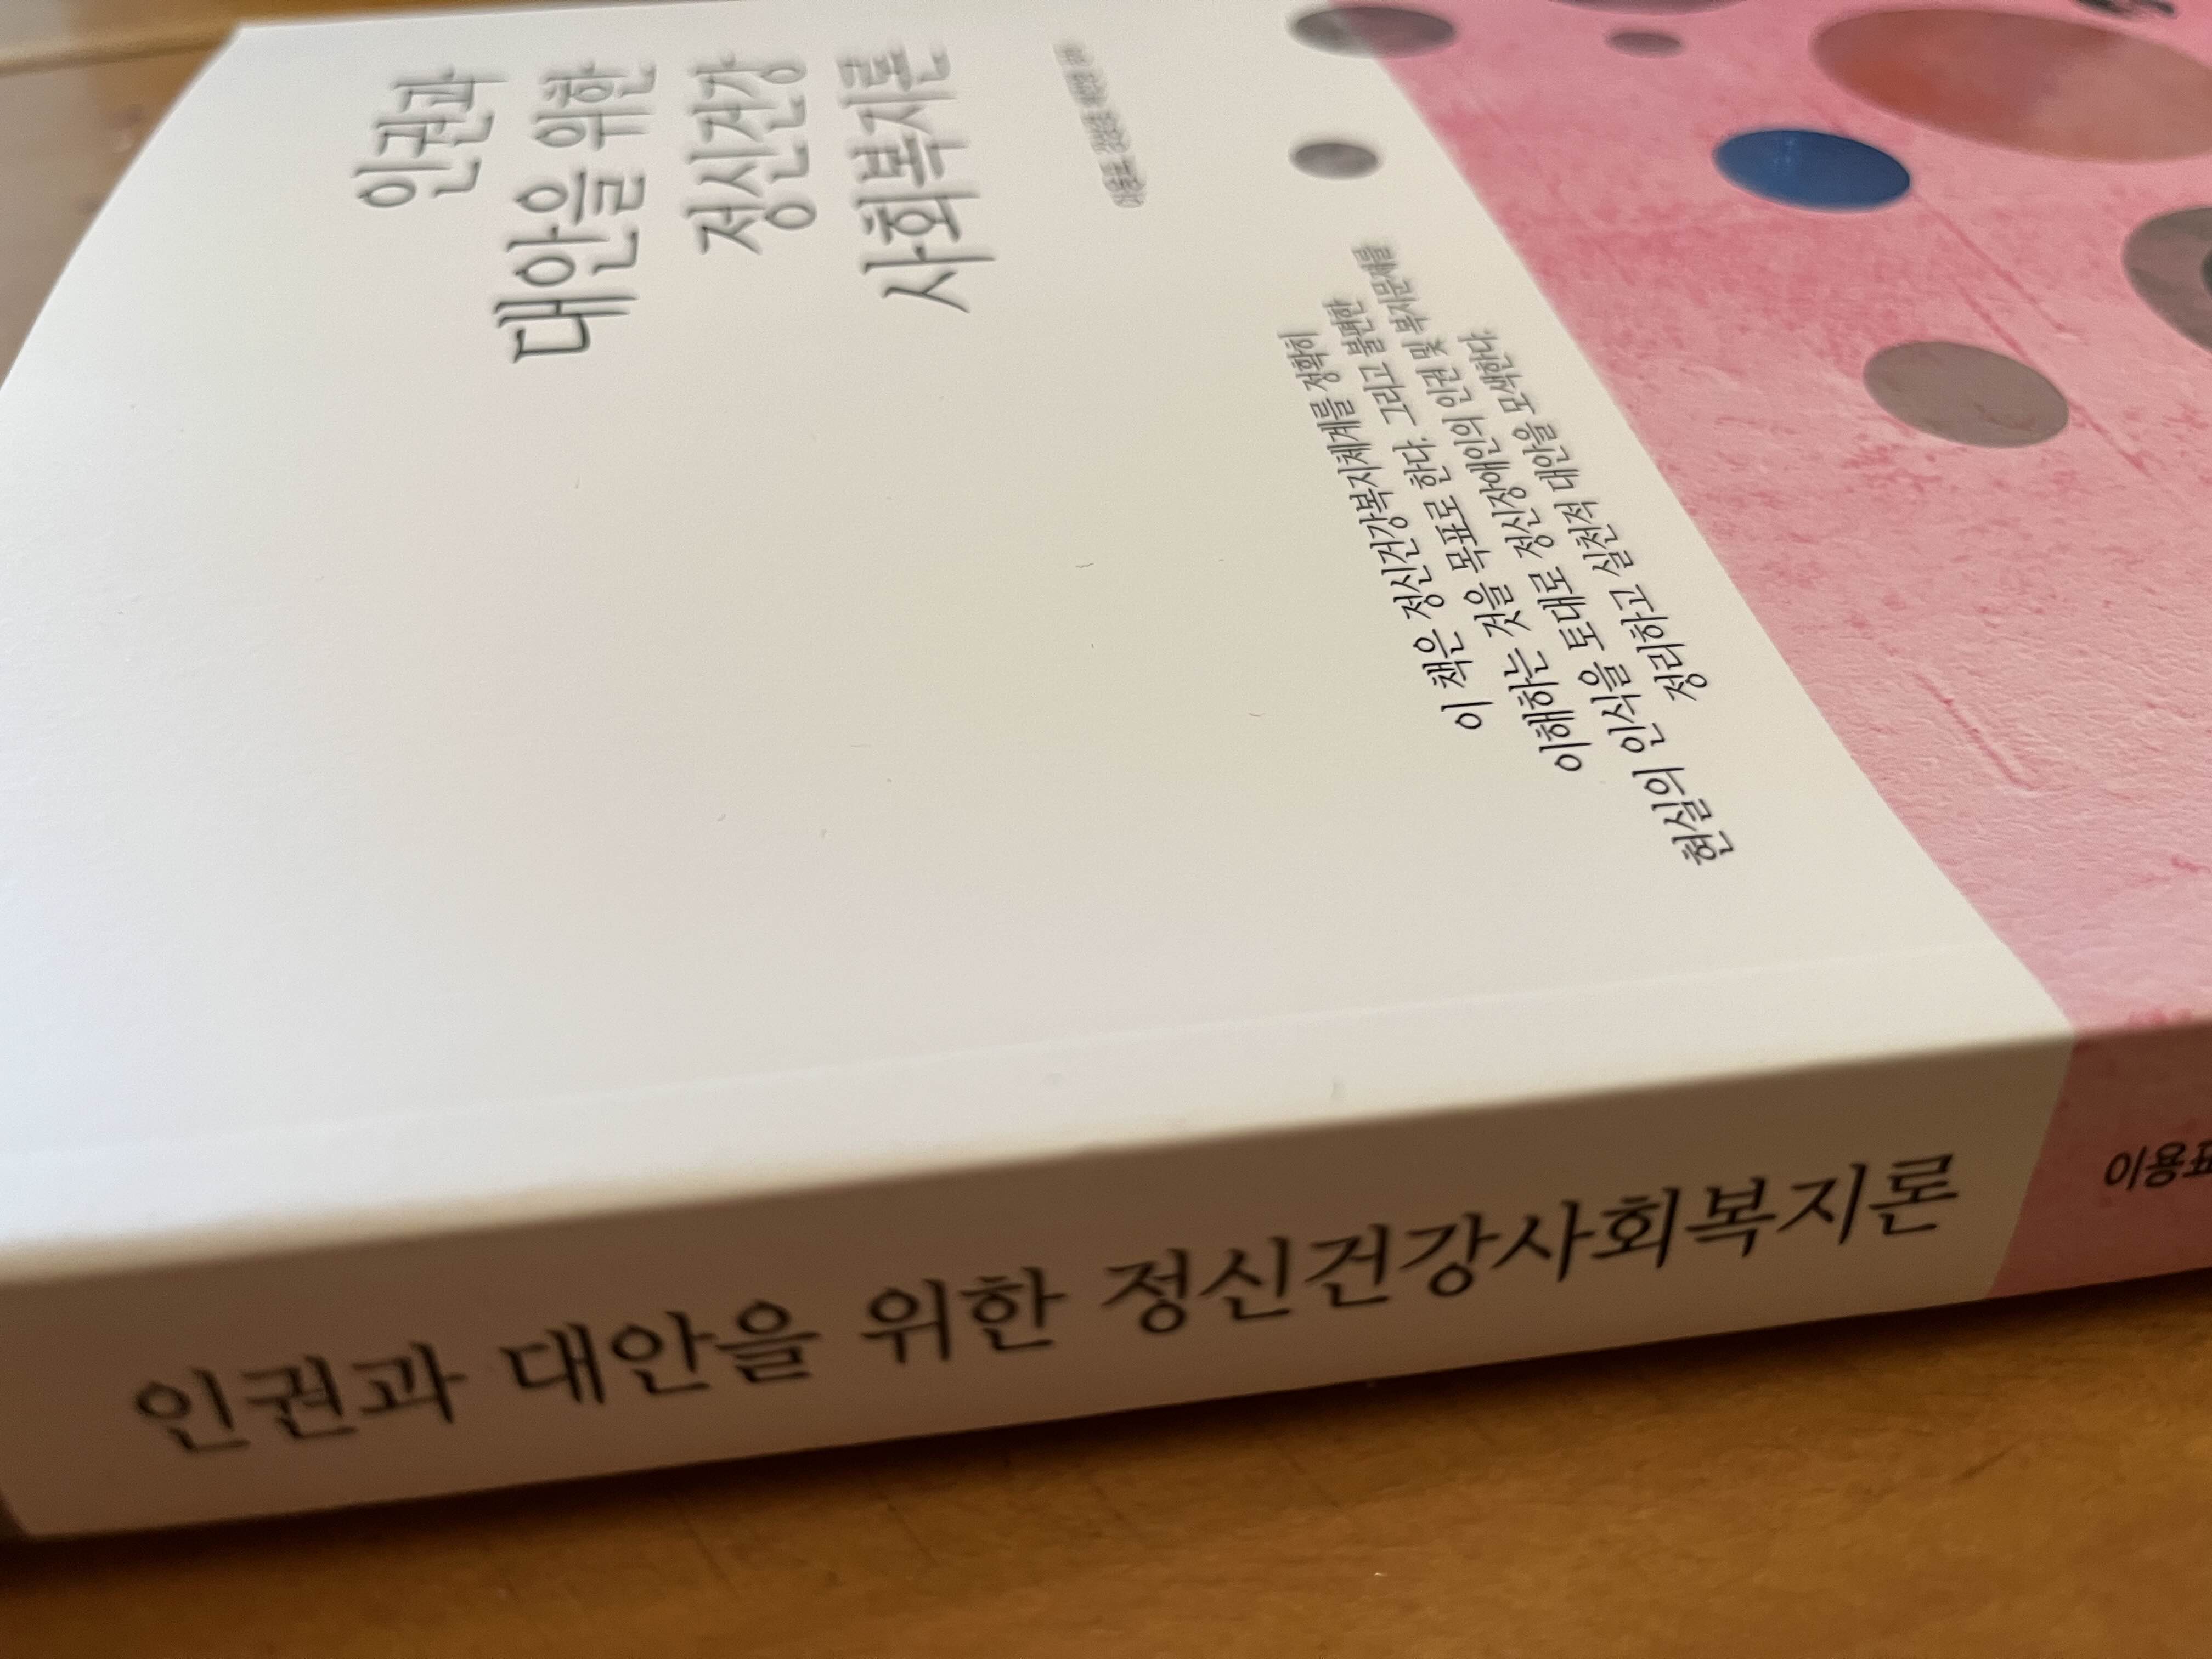 인권과
대안을 위한
정신건강
사회복지론
이 책은 정신건강복지체계를 정확히
이해하는 것을 목표로 한다. 그리고 불편한
현실의 인식을 토대로 정신장애인의 인권 및 복지문제를
정리하고 실천적 대안을 모색한다.
인권과 대안을 위한 정신건강사회복지론
이용표